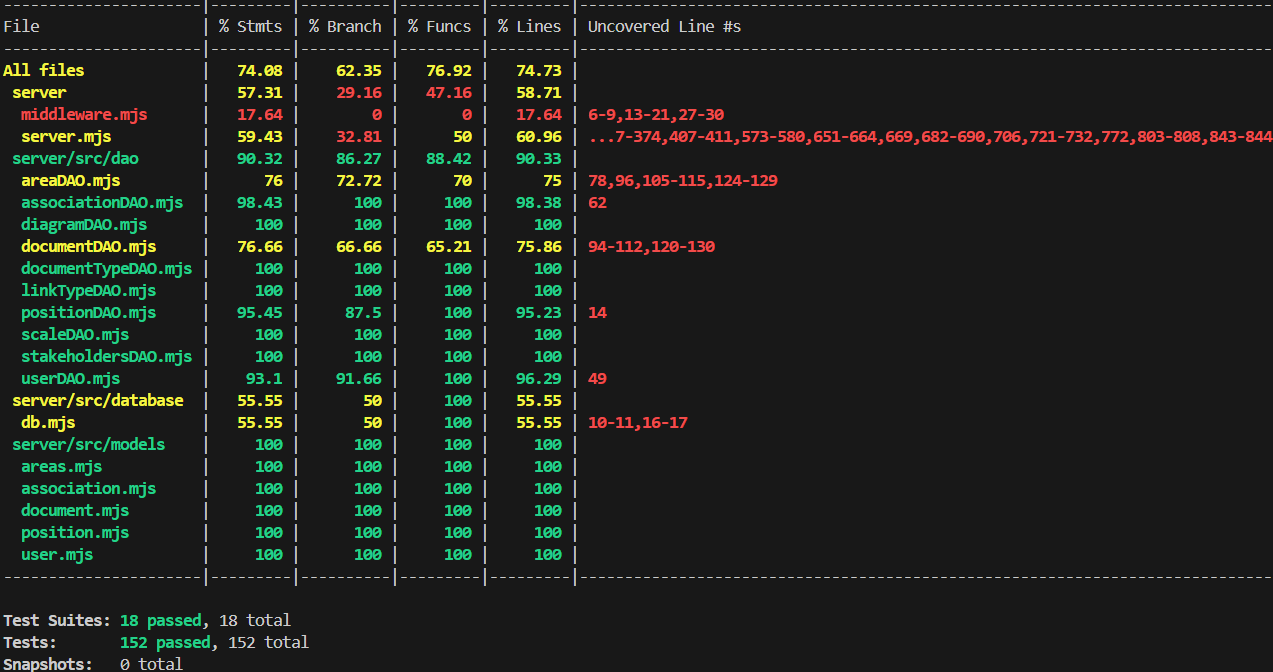 ---------------------|---------|----------|---------|---------|------------------------------------------------------------------------------
File                 | % Stmts | % Branch | % Funcs | % Lines | Uncovered Line #s
---------------------|---------|----------|---------|---------|------------------------------------------------------------------------------
All files            |   74.08 |    62.35 |   76.92 |   74.73 |
 server              |   57.31 |    29.16 |   47.16 |   58.71 |
  middleware.mjs     |   17.64 |        0 |       0 |   17.64 | 6-9,13-21,27-30
  server.mjs         |   59.43 |    32.81 |      50 |   60.96 | ...7-374,407-411,573-580,651-664,669,682-690,706,721-732,772,803-808,843-844
 server/src/dao      |   90.32 |    86.27 |   88.42 |   90.33 |
  areaDAO.mjs        |      76 |    72.72 |      70 |      75 | 78,96,105-115,124-129
  associationDAO.mjs |   98.43 |      100 |     100 |   98.38 | 62
  diagramDAO.mjs     |     100 |      100 |     100 |     100 |
  documentDAO.mjs    |   76.66 |    66.66 |   65.21 |   75.86 | 94-112,120-130
  documentTypeDAO.mjs |     100 |      100 |     100 |     100 |
  linkTypeDAO.mjs    |     100 |      100 |     100 |     100 |
  positionDAO.mjs    |   95.45 |     87.5 |     100 |   95.23 | 14
  scaleDAO.mjs       |     100 |      100 |     100 |     100 |
  stakeholdersDAO.mjs |     100 |      100 |     100 |     100 |
  userDAO.mjs        |    93.1 |    91.66 |     100 |   96.29 | 49
 server/src/database |   55.55 |       50 |     100 |   55.55 |
  db.mjs             |   55.55 |       50 |     100 |   55.55 | 10-11,16-17
 server/src/models   |     100 |      100 |     100 |     100 |
  areas.mjs          |     100 |      100 |     100 |     100 |
  association.mjs    |     100 |      100 |     100 |     100 |
  document.mjs       |     100 |      100 |     100 |     100 |
  position.mjs       |     100 |      100 |     100 |     100 |
  user.mjs           |     100 |      100 |     100 |     100 |
---------------------|---------|----------|---------|---------|------------------------------------------------------------------------------
Test Suites: 18 passed, 18 total
Tests:       152 passed, 152 total
Snapshots:   0 total